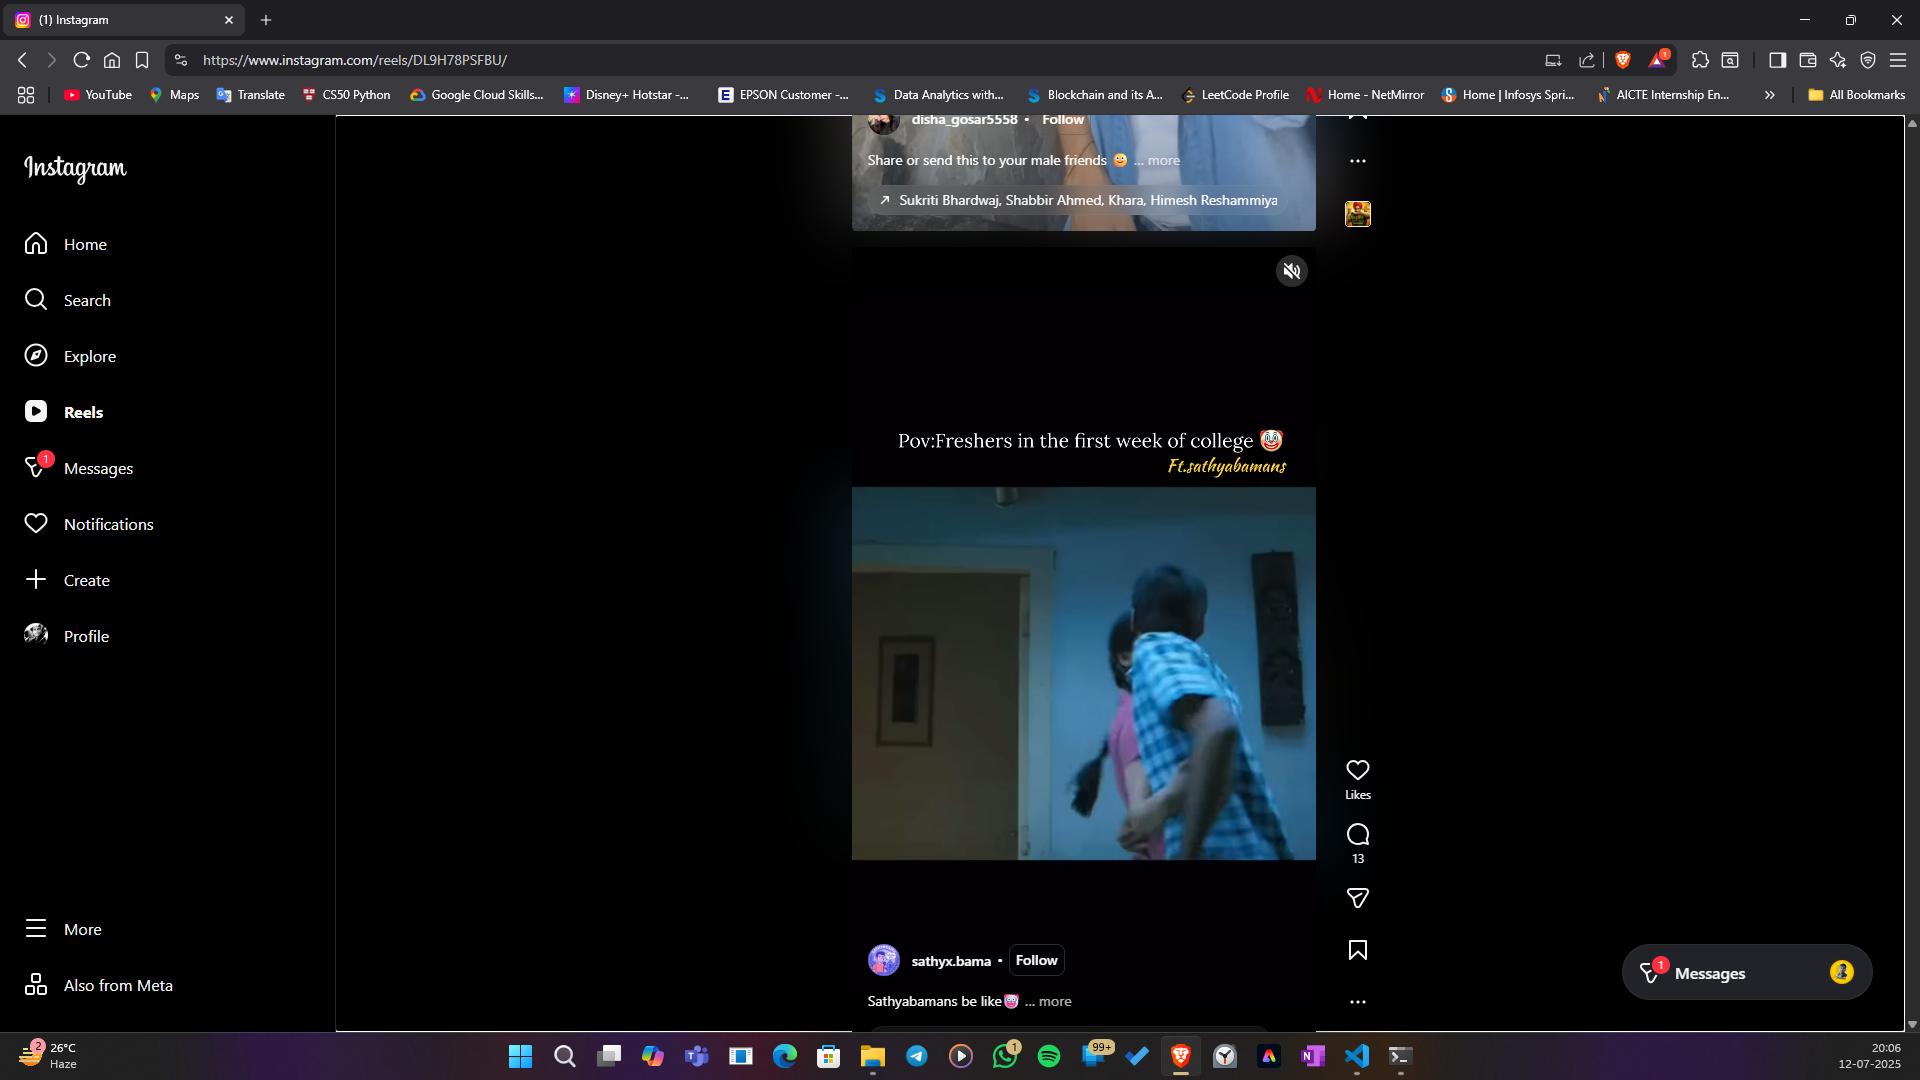 (1) Instagram
https://www.instagram.com/reels/DL9H78PSFBU/
1
YouTube
Maps
Translate
CS50 Python
Google Cloud Skills...
Disney+ Hotstar -...
EPSON Customer -...
Data Analytics with...
Blockchain and its A...
LeetCode Profile
Home - NetMirror
Home | Infosys Spri...
AICTE Internship En...
All Bookmarks
Instagram
Home
Search
Explore
Reels
1
Messages
Notifications
Create
Profile
More
Also from Meta
disha_gosar5558 • Follow
Share or send this to your male friends 🙂 ... more
Sukriti Bhardwaj, Shabbir Ahmed, Khara, Himesh Reshammiya
Pov:Freshers in the first week of college 🤡
Ft.sathyabamans
Likes
13
sathyx.bama • Follow
Sathyabamans be like🤡 ... more
1
Messages
2
26°C
Haze
1
99+
20:06
12-07-2025